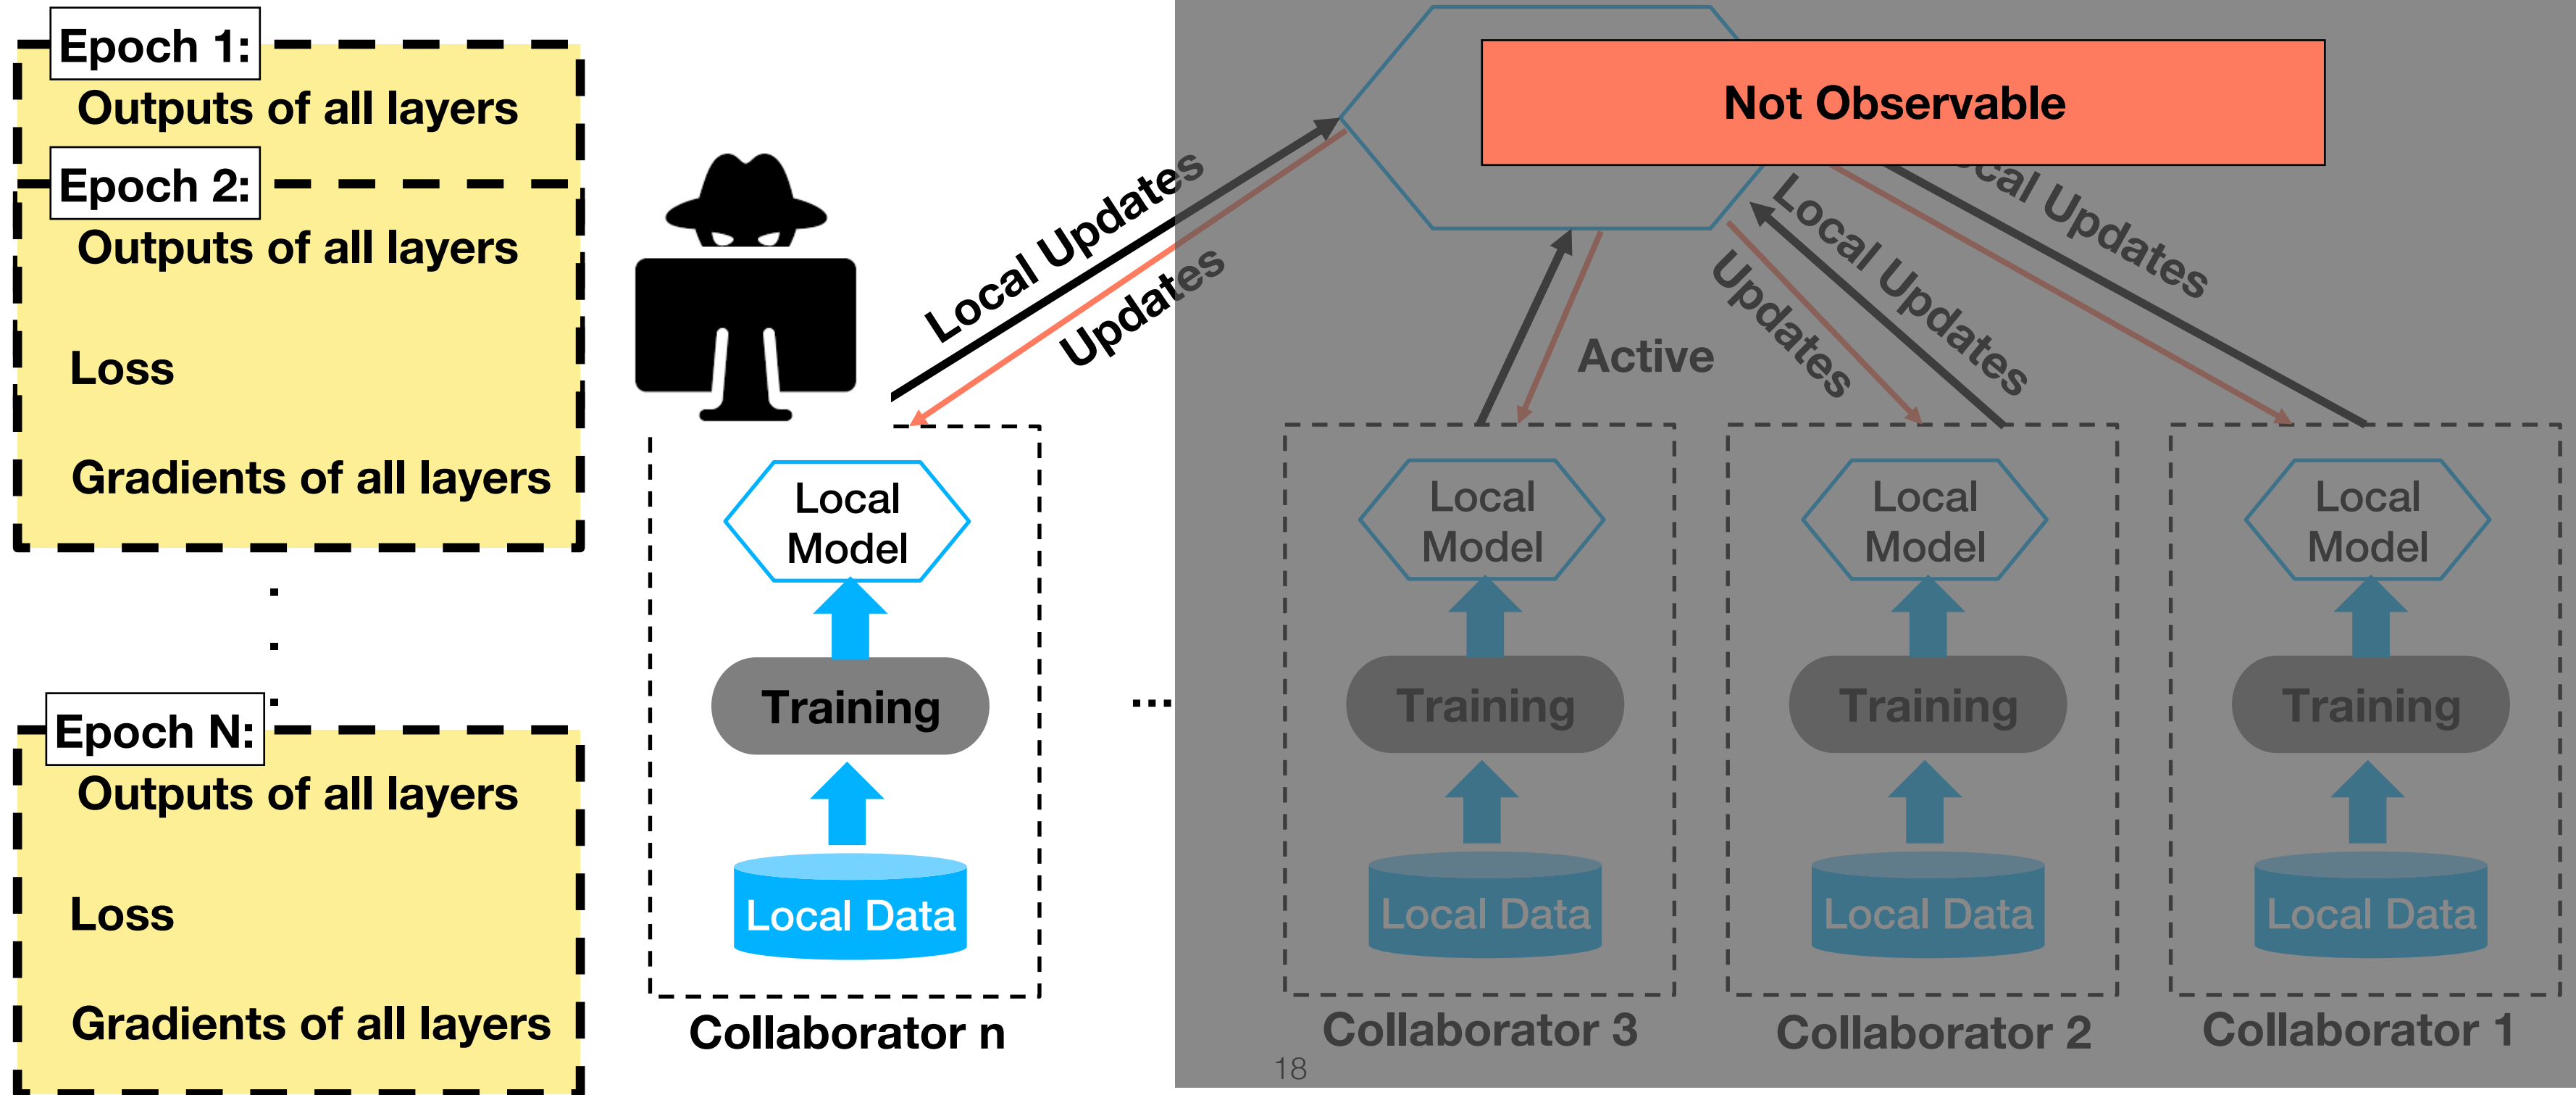 Epoch 1:
Outputs of all layers
Epoch 2:
Outputs of all layers
Loss
Gradients of all layers
.
.
.
Epoch N:
Outputs of all layers
Loss
Gradients of all layers
Local Updates
Updates
Local
Model
Training
Local Data
Collaborator n
...
Not Observable
Active
Updates
Local Updates
Updates
Local
Model
Training
Local Data
Collaborator 3
Local
Model
Training
Local Data
Collaborator 2
Local
Model
Training
Local Data
Collaborator 1
18